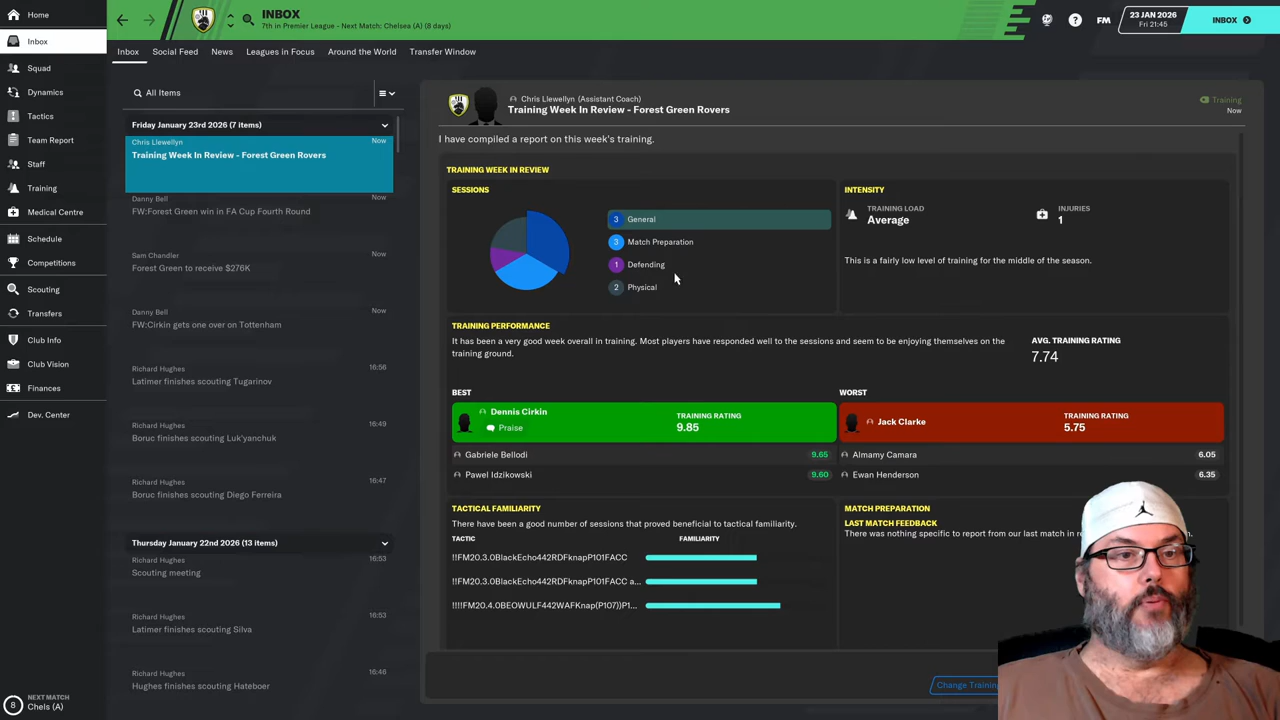 Home
Inbox
Squad
Dynamics
Tactics
Team Report
Staff
Training
Medical Centre
Schedule
Competitions
Scouting
Transfers
Club Info
Club Vision
Finances
Dev. Center
8
NEXT MATCH
Chels (A)
INBOX
7th in Premier League - Next Match: Chelsea (A) (8 days)
?
FM
23 JAN 2026
Fri 21:45
INBOX
Inbox
Social Feed
News
Leagues in Focus
Around the World
Transfer Window
All Items
Friday January 23rd 2026 (7 items)
Chris Llewellyn
Now
Training Week In Review - Forest Green Rovers
Danny Bell
Now
FW:Forest Green win in FA Cup Fourth Round
Sam Chandler
Now
Forest Green to receive $276K
Danny Bell
Now
FW:Cirkin gets one over on Tottenham
Richard Hughes
16:56
Latimer finishes scouting Tugarinov
Richard Hughes
16:49
Boruc finishes scouting Luk'yanchuk
Richard Hughes
16:47
Boruc finishes scouting Diego Ferreira
Thursday January 22nd 2026 (13 items)
Richard Hughes
16:53
Scouting meeting
Richard Hughes
16:53
Latimer finishes scouting Silva
Richard Hughes
16:46
Hughes finishes scouting Hateboer
Chris Llewellyn (Assistant Coach)
Training Week In Review - Forest Green Rovers
Training
Now
I have compiled a report on this week's training.
TRAINING WEEK IN REVIEW
SESSIONS
3 General
3 Match Preparation
1 Defending
2 Physical
INTENSITY
TRAINING LOAD
Average
INJURIES
1
This is a fairly low level of training for the middle of the season.
TRAINING PERFORMANCE
It has been a very good week overall in training. Most players have responded well to the sessions and seem to be enjoying themselves on the
training ground.
AVG. TRAINING RATING
7.74
BEST
Dennis Cirkin
Praise
TRAINING RATING
9.85
Gabriele Bellodi
9.65
Pawel Idzikowski
9.60
WORST
Jack Clarke
TRAINING RATING
5.75
Almamy Camara
6.05
Ewan Henderson
6.35
TACTICAL FAMILIARITY
There have been a good number of sessions that proved beneficial to tactical familiarity.
TACTIC
FAMILIARITY
!!FM20.3.0BlackEcho442RDFknapP101FACC
!!FM20.3.0BlackEcho442RDFknapP101FACC a...
!!!!FM20.4.0BEOWULF442WAFKnap(P107))P1...
MATCH PREPARATION
LAST MATCH FEEDBACK
There was nothing specific to report from our last match in
Change Training